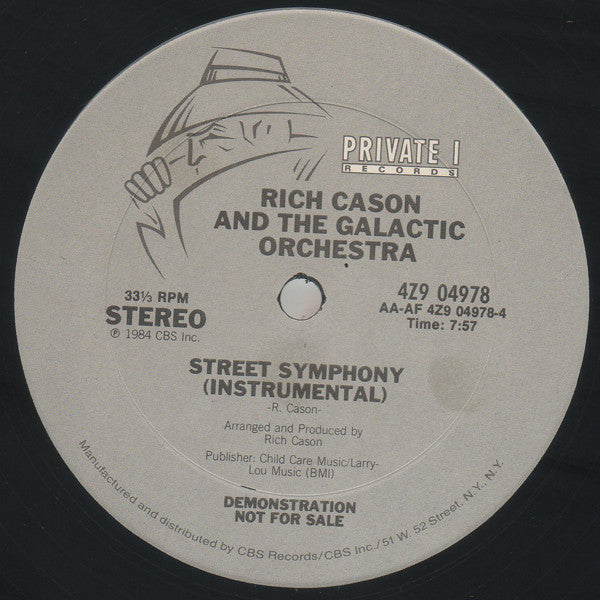 PRIVATE I
RECORDS
RICH CASON
AND THE GALACTIC
ORCHESTRA
33⅓ RPM
STEREO
℗ 1984 CBS Inc.
4Z9 04978
AA-AF 4Z9 04978-4
Time: 7:57
STREET SYMPHONY
(INSTRUMENTAL)
-R. Cason-
Arranged and Produced by
Rich Cason
Publisher: Child Care Music/Larry-
Lou Music (BMI)
DEMONSTRATION
NOT FOR SALE
Manufactured and distributed by CBS Records/CBS Inc./51 W. 52 Street, N.Y., N.Y.